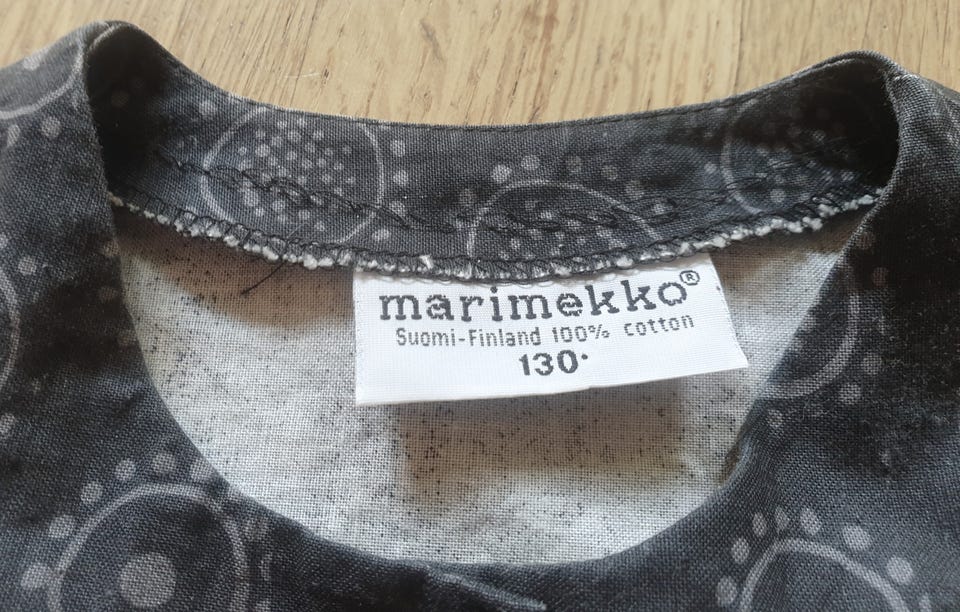 marimekko®
Suomi-Finland 100% cotton
130·